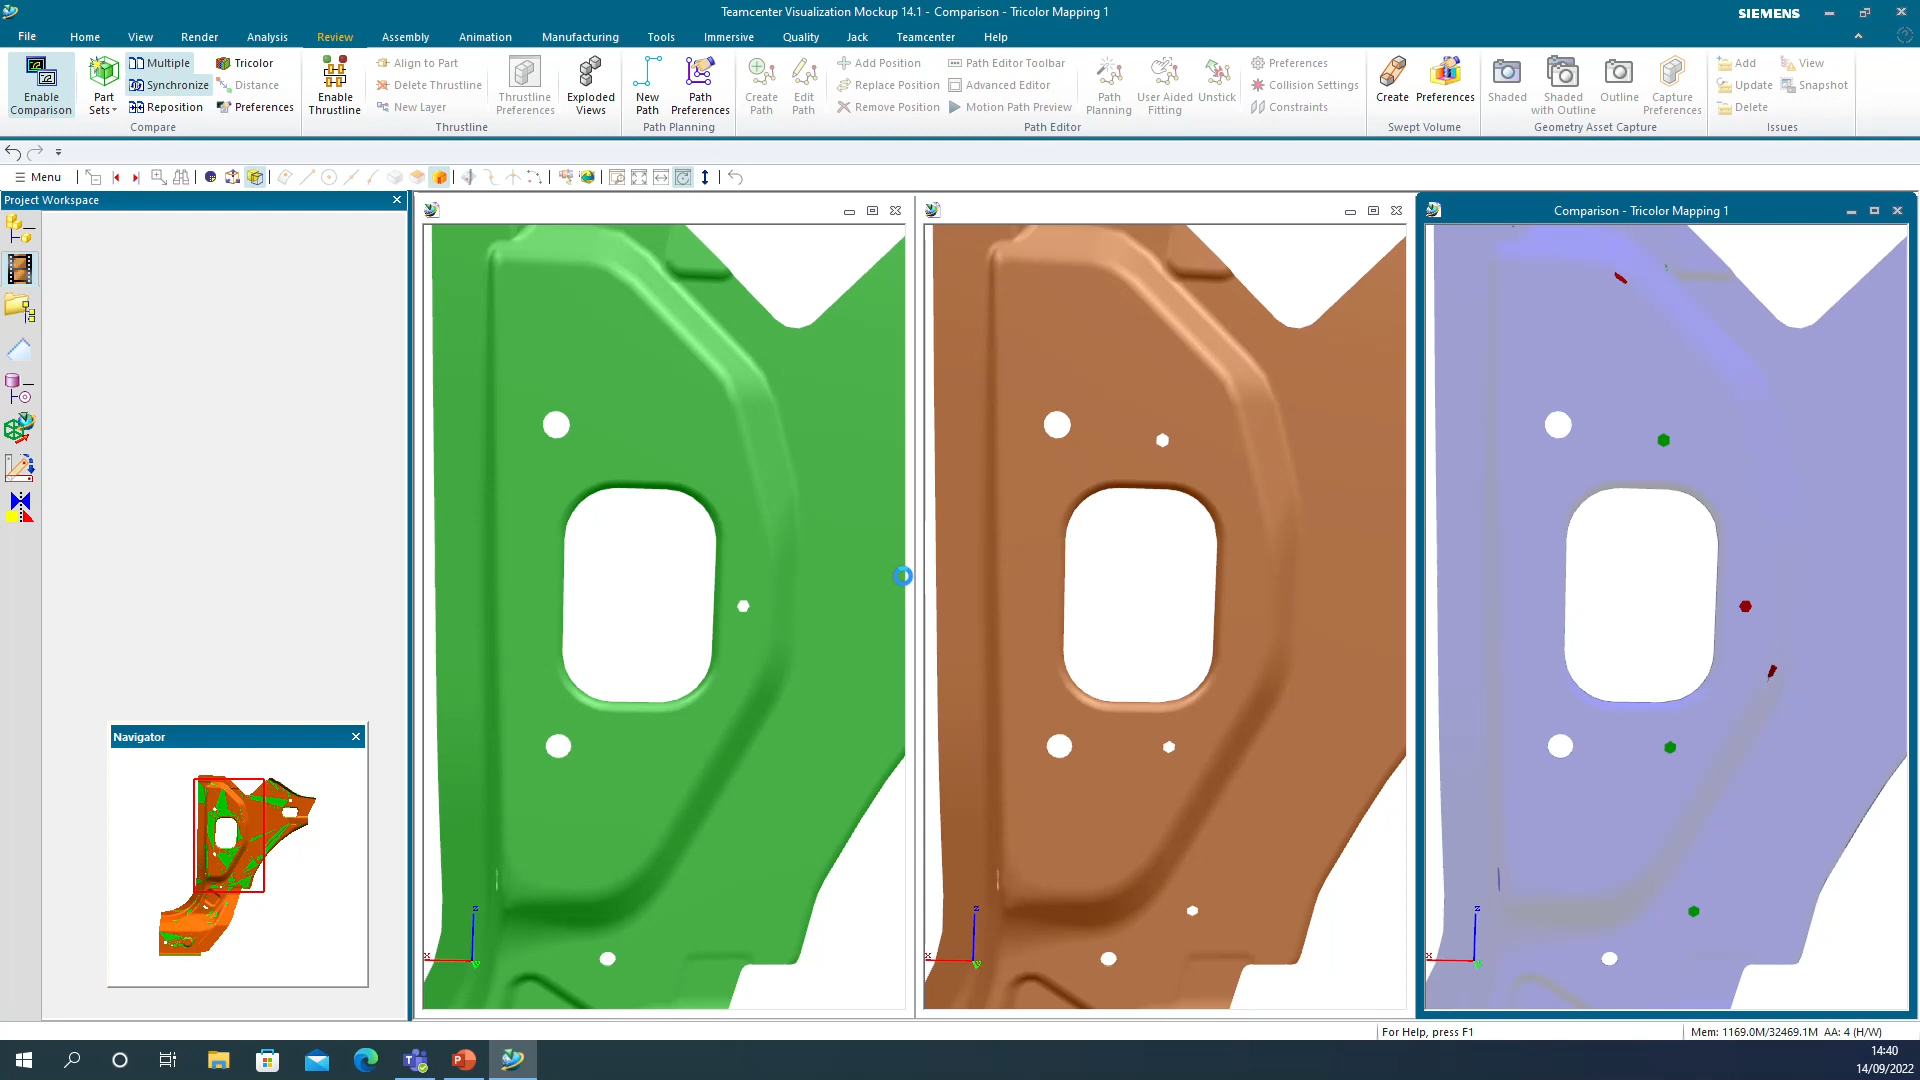 Teamcenter Visualization Mockup 14.1 - Comparison - Tricolor Mapping 1
SIEMENS
File Home View Render Analysis Review Assembly Animation Manufacturing Tools Immersive Quality Jack Teamcenter Help
Enable Comparison
Part Sets
Multiple
Synchronize
Reposition
Tricolor
Distance
Preferences
Compare
Enable Thrustline
Align to Part
Delete Thrustline
New Layer
Thrustline Preferences
Exploded Views
Thrustline
New Path
Path Preferences
Path Planning
Create Path
Edit Path
Add Position
Replace Position
Remove Position
Path Editor Toolbar
Advanced Editor
Motion Path Preview
Path Planning
User Aided Fitting
Unstick
Preferences
Collision Settings
Constraints
Path Editor
Create
Preferences
Swept Volume
Shaded
Shaded with Outline
Outline
Capture Preferences
Geometry Asset Capture
Add
Update
Delete
View
Snapshot
Issues
Menu
Project Workspace
Comparison - Tricolor Mapping 1
Navigator
Z
X
Y
Z
X
Y
Z
X
Y
For Help, press F1
Mem: 1169.0M/32469.1M AA: 4 (H/W)
14:40
14/09/2022